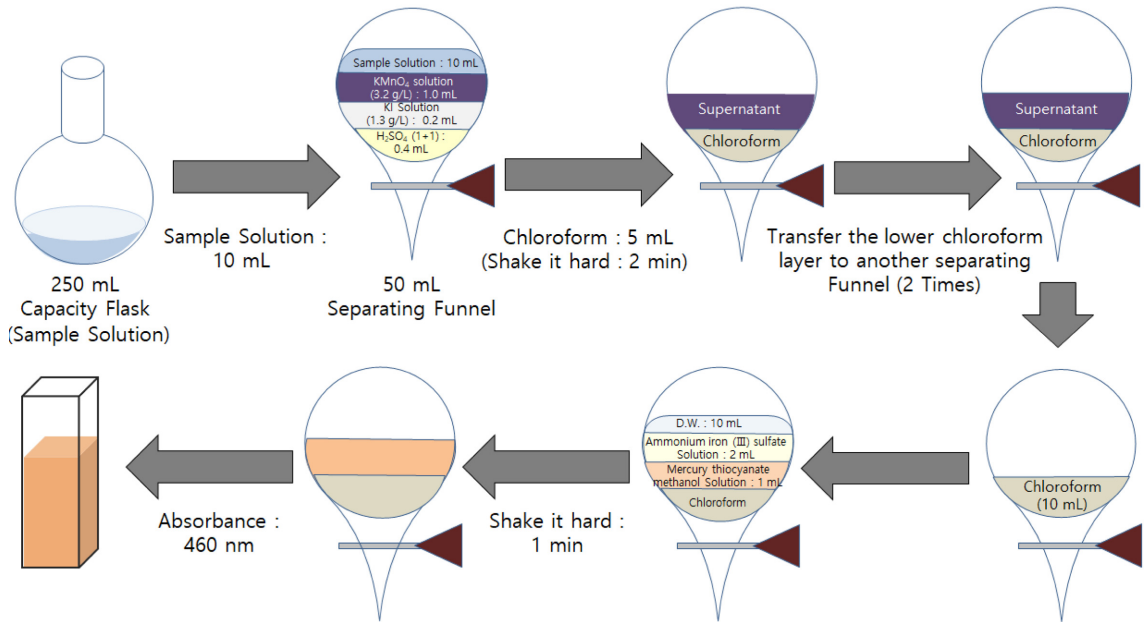 250 mL
Capacity Flask
(Sample Solution)
Sample Solution :
10 mL
Sample Solution : 10 mL
KMnO₄ solution
(3.2 g/L) : 1.0 mL
KI Solution
(1.3 g/L) : 0.2 mL
H₂SO₄ (1+1) :
0.4 mL
50 mL
Separating Funnel
Chloroform : 5 mL
(Shake it hard : 2 min)
Supernatant
Chloroform
Transfer the lower chloroform
layer to another separating
Funnel (2 Times)
Supernatant
Chloroform
Chloroform
(10 mL)
D.W. : 10 mL
Ammonium iron (Ⅲ) sulfate
Solution : 2 mL
Mercury thiocyanate
methanol Solution : 1 mL
Chloroform
Shake it hard :
1 min
Absorbance :
460 nm